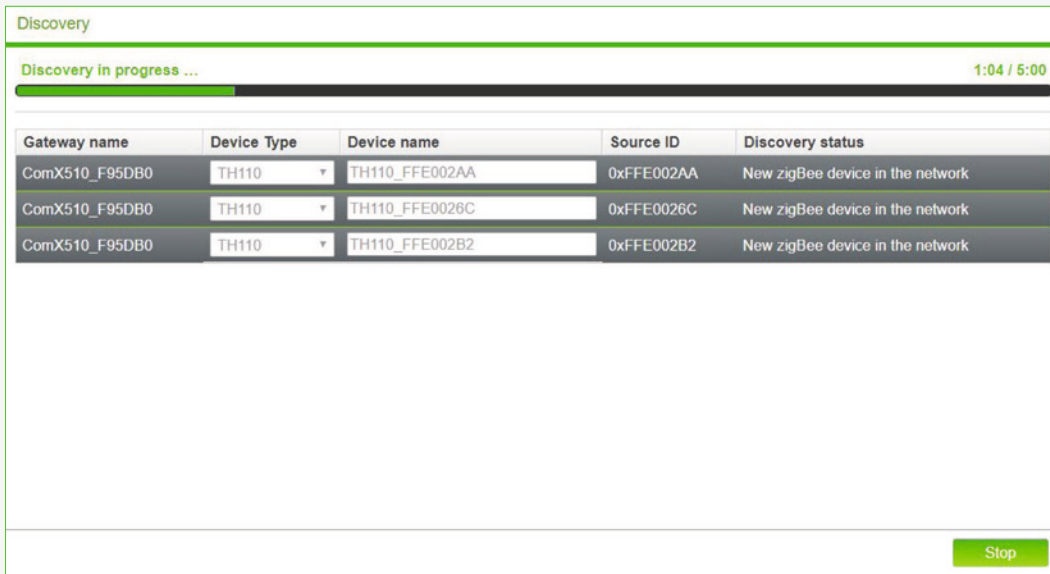 Discovery
Discovery in progress ... 1:04 / 5:00
Gateway name Device Type Device name Source ID Discovery status
ComX510_F95DB0 TH110 TH110_FFE002AA 0xFFE002AA New zigBee device in the network
ComX510_F95DB0 TH110 TH110_FFE0026C 0xFFE0026C New zigBee device in the network
ComX510_F95DB0 TH110 TH110_FFE002B2 0xFFE002B2 New zigBee device in the network
Stop